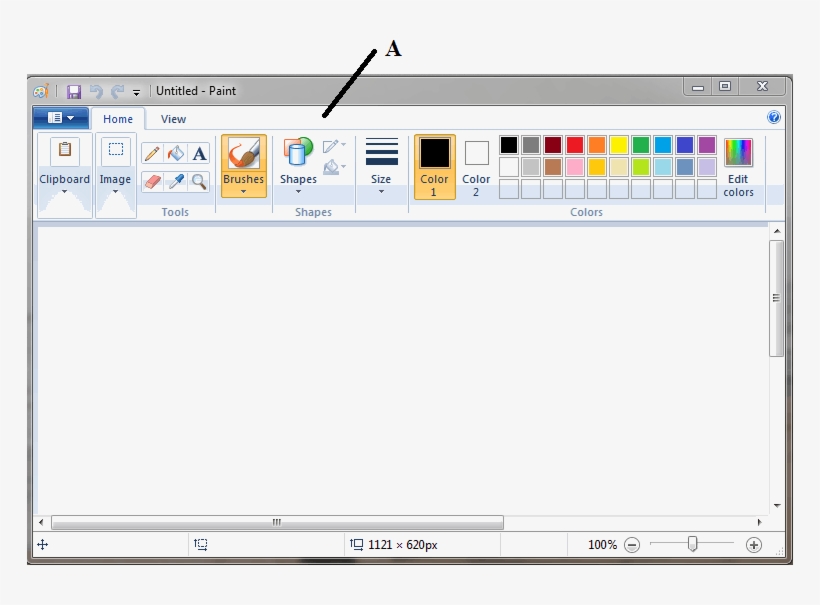 A
Untitled - Paint
Home View
Clipboard Image Brushes Shapes Size Color 1 Color 2 Edit colors
Tools Shapes Colors
1121 × 620px 100%